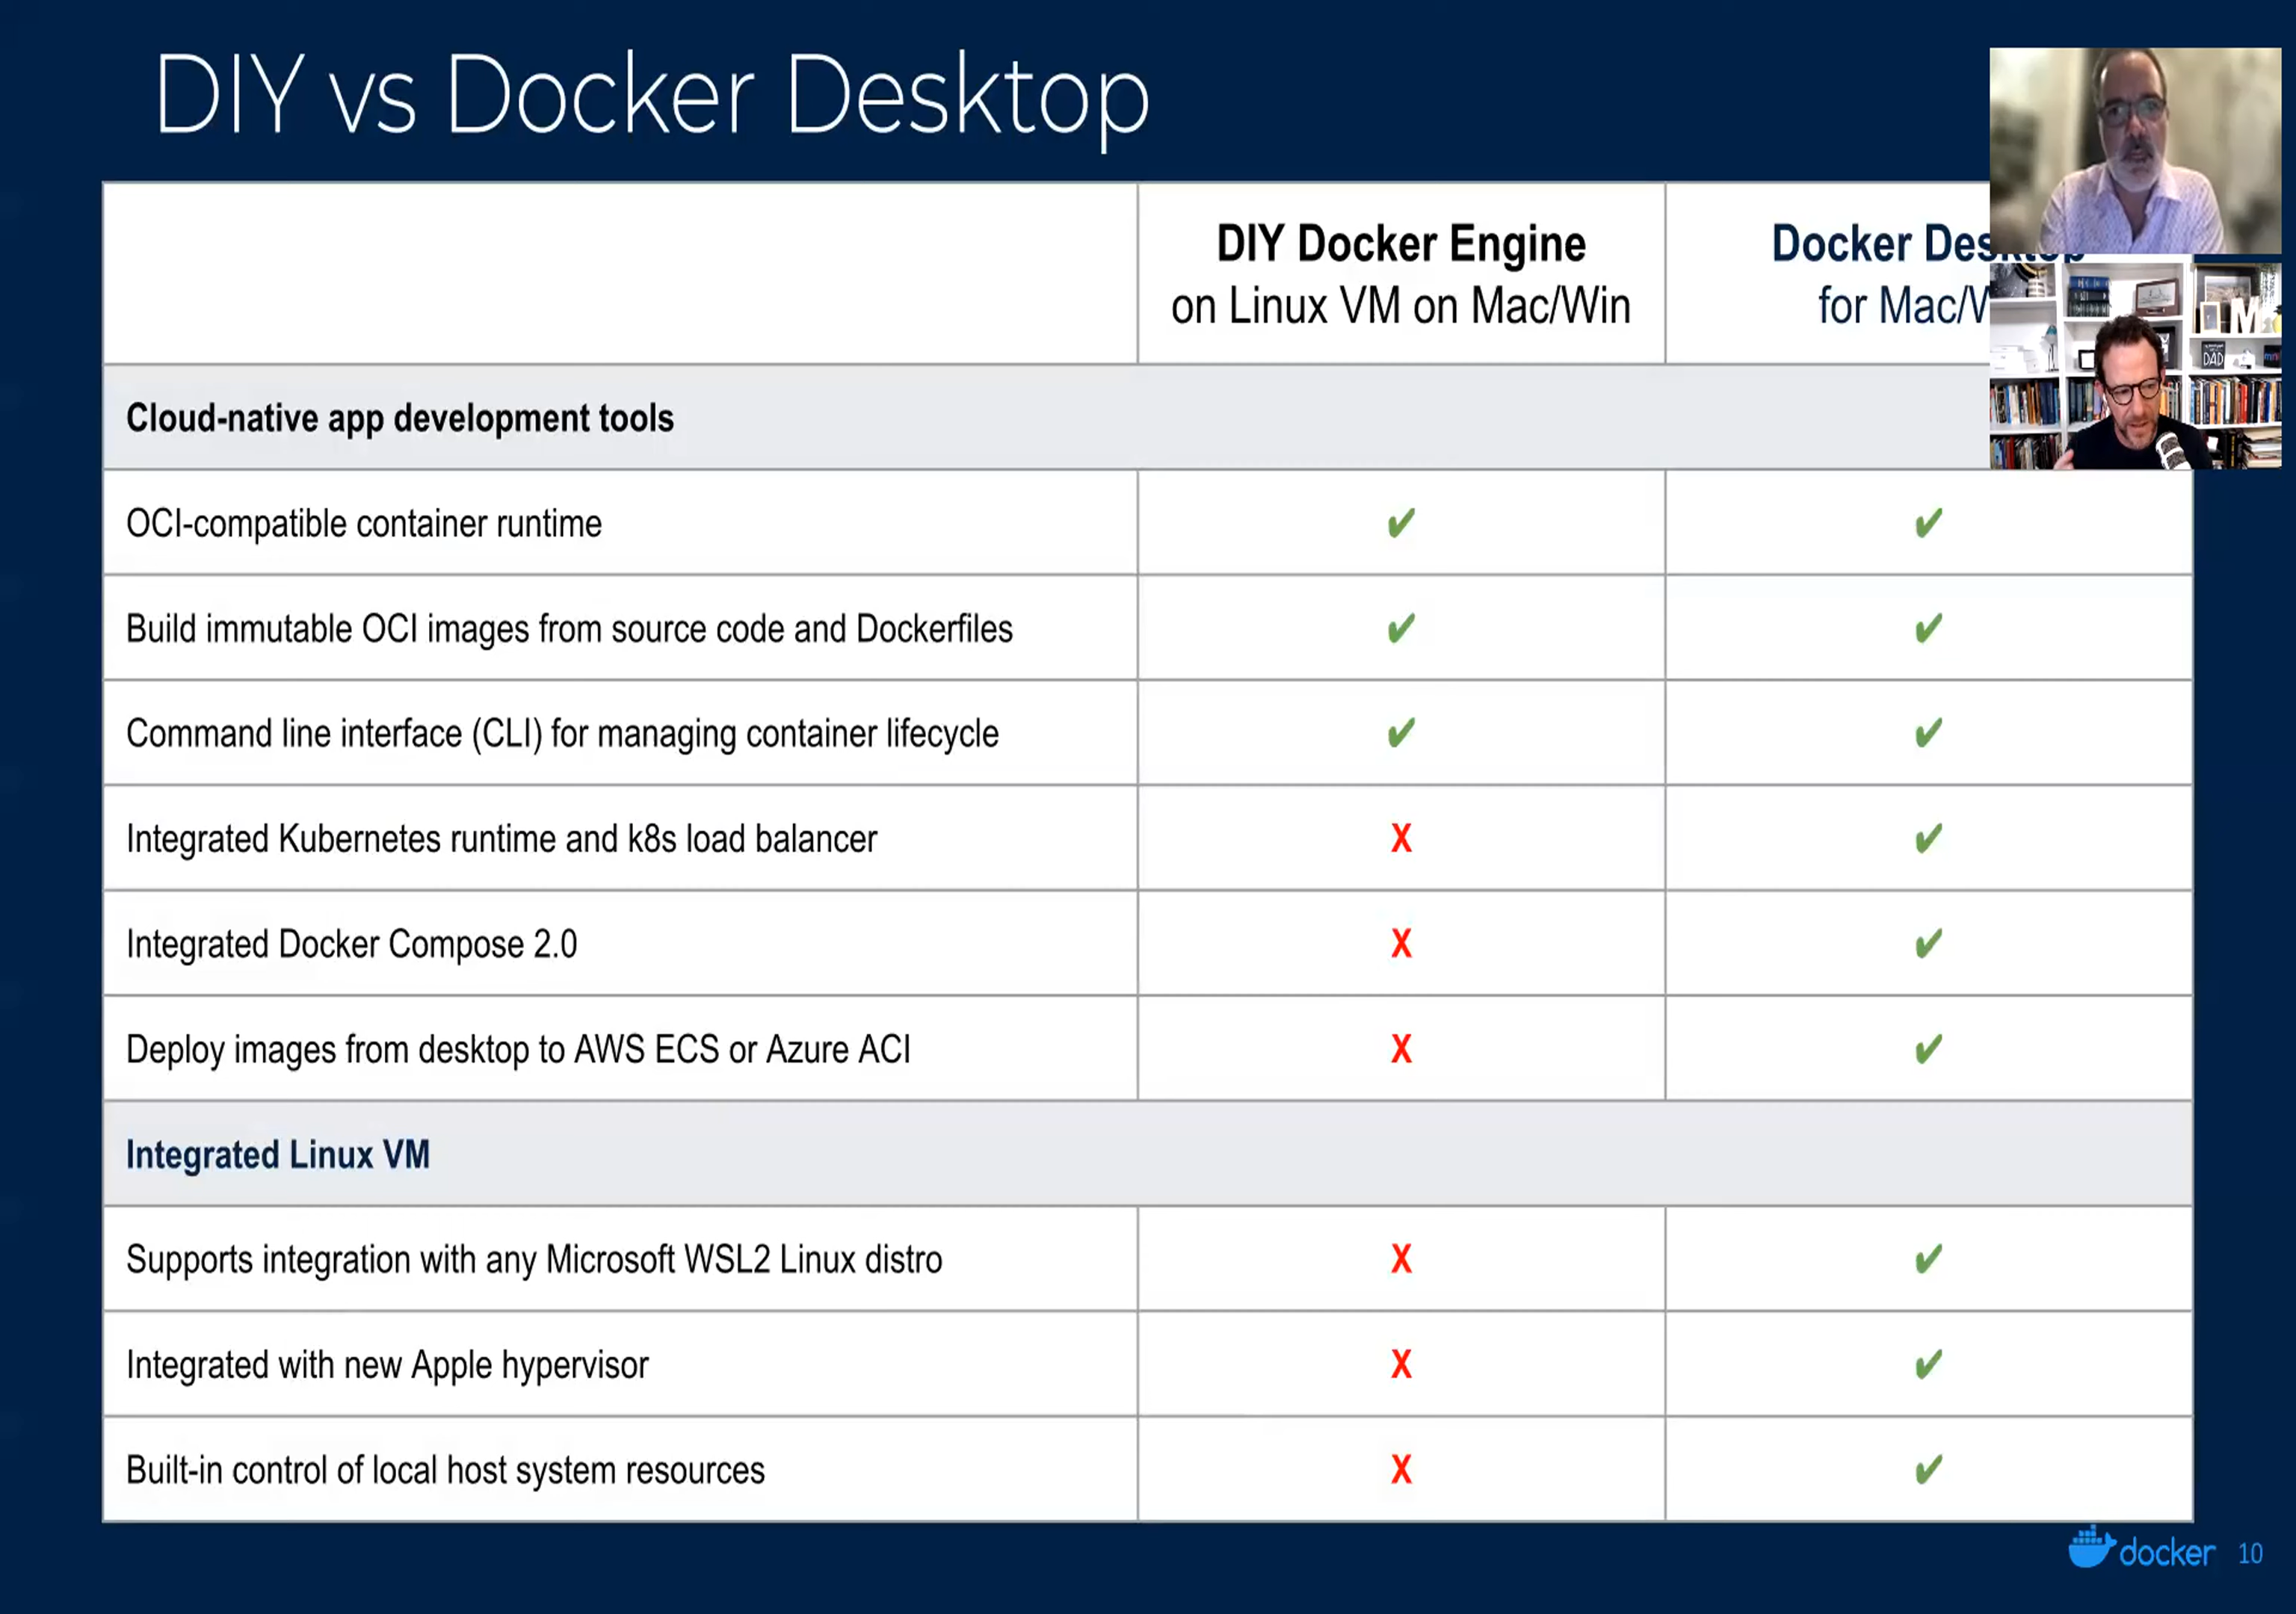 DIY vs Docker Desktop
DIY Docker Engine
on Linux VM on Mac/Win
Docker Desktop
for Mac/
Cloud-native app development tools
OCI-compatible container runtime
✔ ✔
Build immutable OCI images from source code and Dockerfiles
✔ ✔
Command line interface (CLI) for managing container lifecycle
✔ ✔
Integrated Kubernetes runtime and k8s load balancer
X ✔
Integrated Docker Compose 2.0
X ✔
Deploy images from desktop to AWS ECS or Azure ACI
X ✔
Integrated Linux VM
Supports integration with any Microsoft WSL2 Linux distro
X ✔
Integrated with new Apple hypervisor
X ✔
Built-in control of local host system resources
X ✔
docker 10
M
DAD